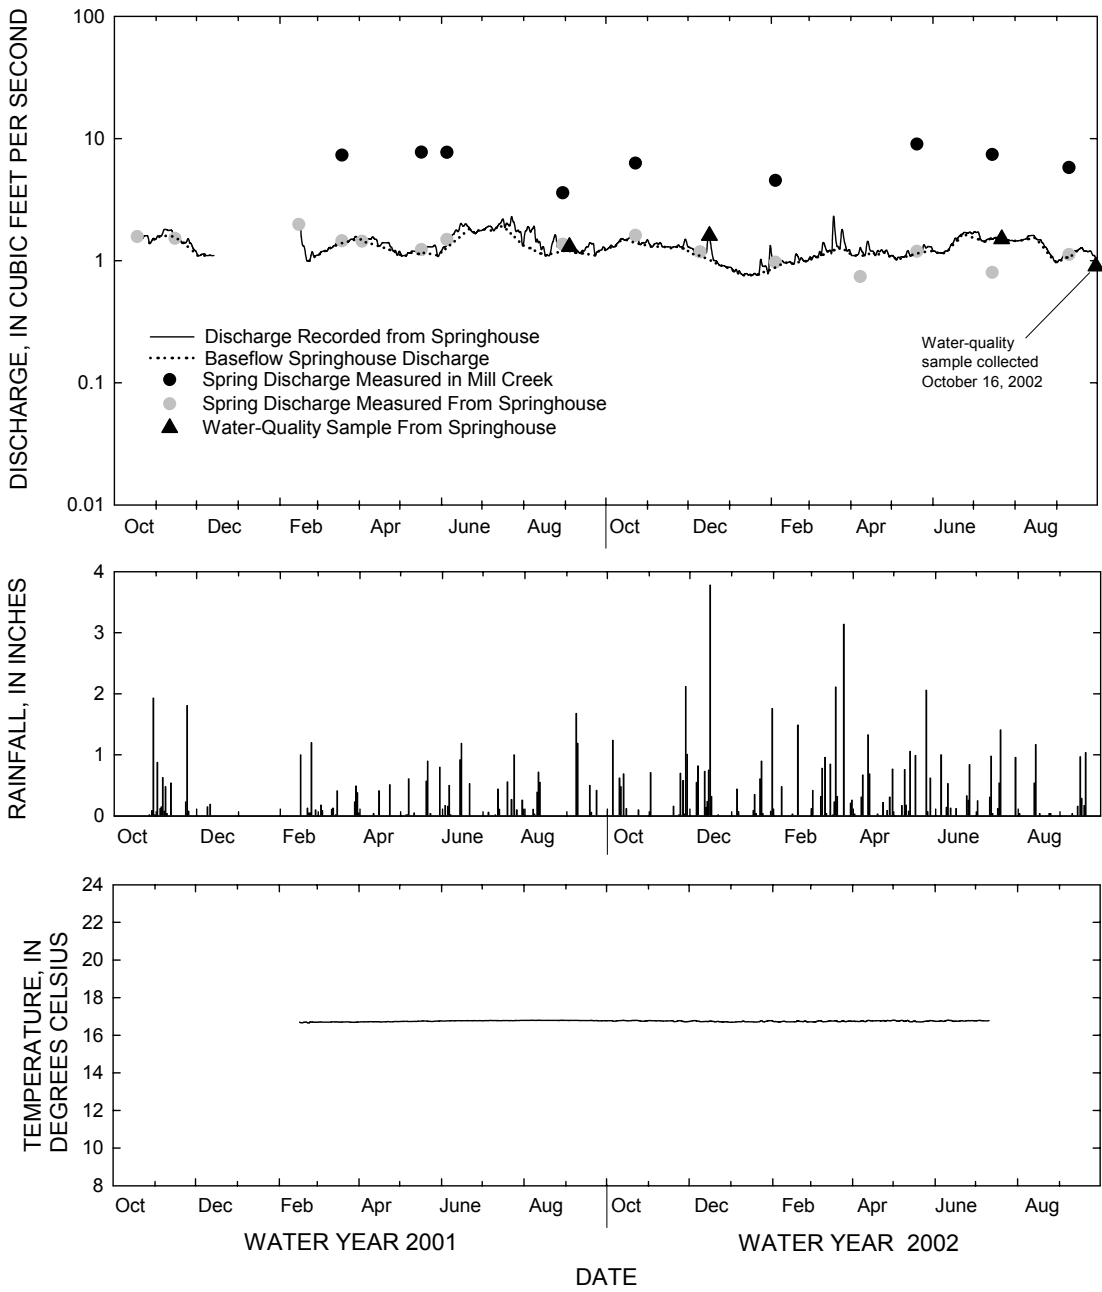 DISCHARGE, IN CUBIC FEET PER SECOND
100
10
1
0.1
0.01
Discharge Recorded from Springhouse
Baseflow Springhouse Discharge
Spring Discharge Measured in Mill Creek
Spring Discharge Measured From Springhouse
Water-Quality Sample From Springhouse
Water-quality
sample collected
October 16, 2002
Oct Dec Feb Apr June Aug Oct Dec Feb Apr June Aug
RAINFALL, IN INCHES
4
3
2
1
0
Oct Dec Feb Apr June Aug Oct Dec Feb Apr June Aug
TEMPERATURE, IN
DEGREES CELSIUS
24
22
20
18
16
14
12
10
8
Oct Dec Feb Apr June Aug Oct Dec Feb Apr June Aug
WATER YEAR 2001 WATER YEAR 2002
DATE